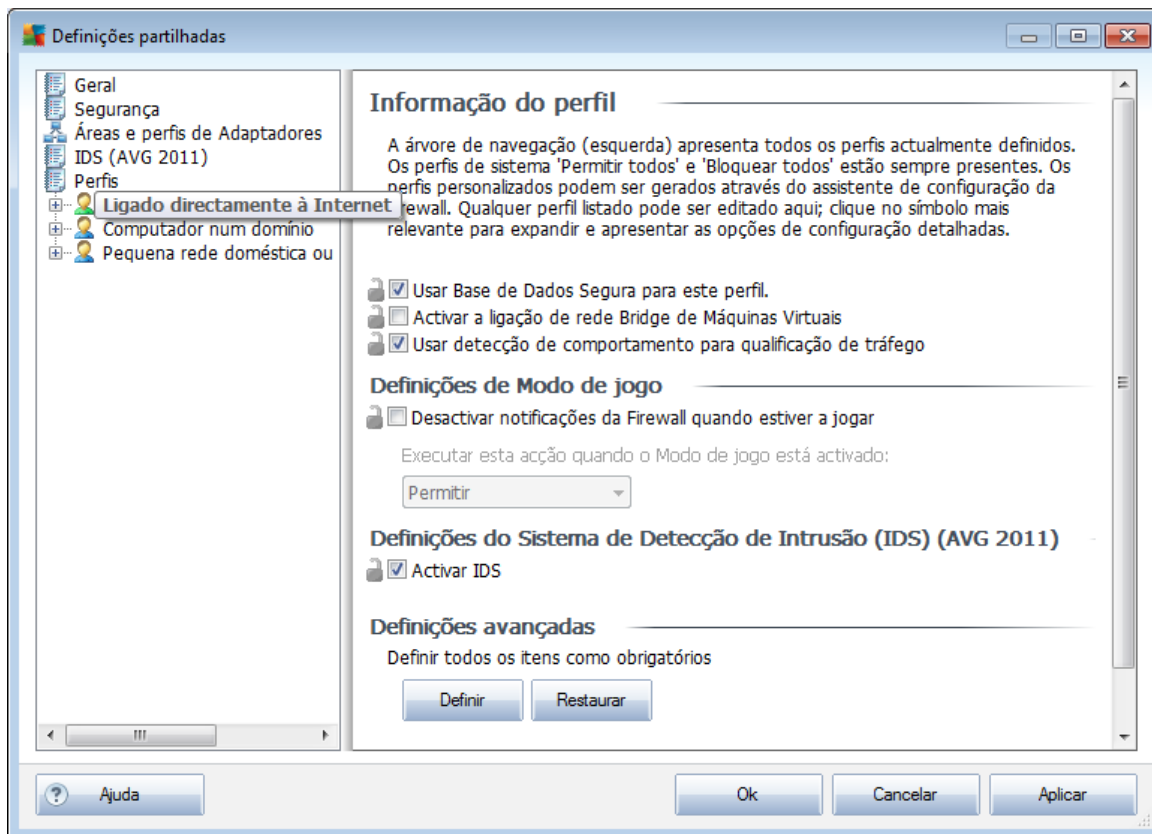 Definições partilhadas
Geral
Segurança
Áreas e perfis de Adaptadores
IDS (AVG 2011)
Perfis
Ligado directamente à Internet
Computador num domínio
Pequena rede doméstica ou
Informação do perfil
A árvore de navegação (esquerda) apresenta todos os perfis actualmente definidos.
Os perfis de sistema 'Permitir todos' e 'Bloquear todos' estão sempre presentes. Os
perfis personalizados podem ser gerados através do assistente de configuração da
irewall. Qualquer perfil listado pode ser editado aqui; clique no símbolo mais
relevante para expandir e apresentar as opções de configuração detalhadas.
Usar Base de Dados Segura para este perfil.
Activar a ligação de rede Bridge de Máquinas Virtuais
Usar detecção de comportamento para qualificação de tráfego
Definições de Modo de jogo
Desactivar notificações da Firewall quando estiver a jogar
Executar esta acção quando o Modo de jogo está activado:
Permitir
Definições do Sistema de Detecção de Intrusão (IDS) (AVG 2011)
Activar IDS
Definições avançadas
Definir todos os itens como obrigatórios
Definir
Restaurar
Ajuda
Ok
Cancelar
Aplicar